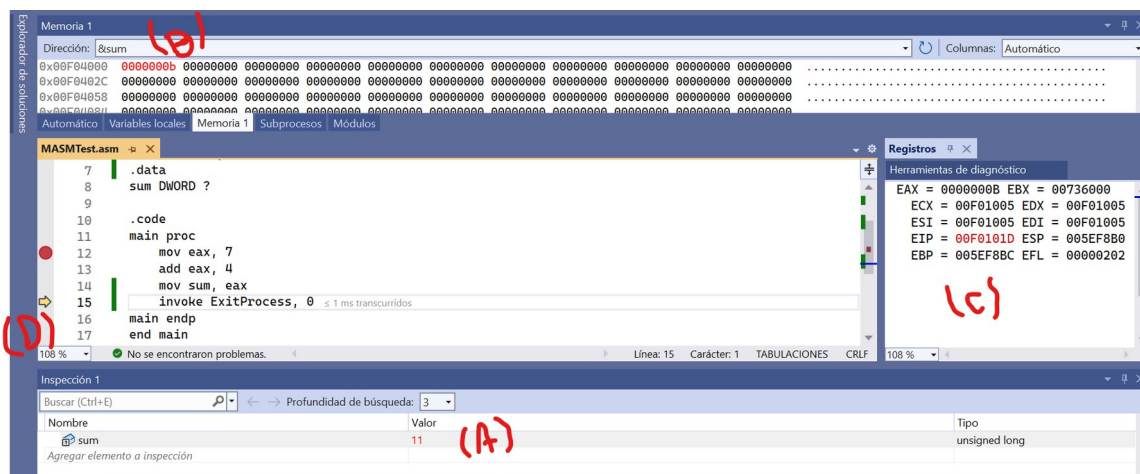 Explorador de soluciones
Memoria 1
(B)
Dirección: &sum
Columnas: Automático
0x00F04000 0000000b 00000000 00000000 00000000 00000000 00000000 00000000 00000000 00000000 00000000 00000000 ............................................
0x00F0402C 00000000 00000000 00000000 00000000 00000000 00000000 00000000 00000000 00000000 00000000 00000000 ............................................
0x00F04058 00000000 00000000 00000000 00000000 00000000 00000000 00000000 00000000 00000000 00000000 00000000 ............................................
Automático Variables locales Memoria 1 Subprocesos Módulos
MASMTest.asm
7 .data
8 sum DWORD ?
9
10 .code
11 main proc
12 mov eax, 7
13 add eax, 4
14 mov sum, eax
15 invoke ExitProcess, 0 ≤ 1 ms transcurridos
16 main endp
17 end main
(D)
108 % No se encontraron problemas. Línea: 15 Carácter: 1 TABULACIONES CRLF
Registros
Herramientas de diagnóstico
EAX = 0000000B EBX = 00736000
ECX = 00F01005 EDX = 00F01005
ESI = 00F01005 EDI = 00F01005
EIP = 00F0101D ESP = 005EF8B0
EBP = 005EF8BC EFL = 00000202
(C)
108 %
Inspección 1
Buscar (Ctrl+E) Profundidad de búsqueda: 3
Nombre Valor Tipo
sum 11 unsigned long
(A)
Agregar elemento a inspección